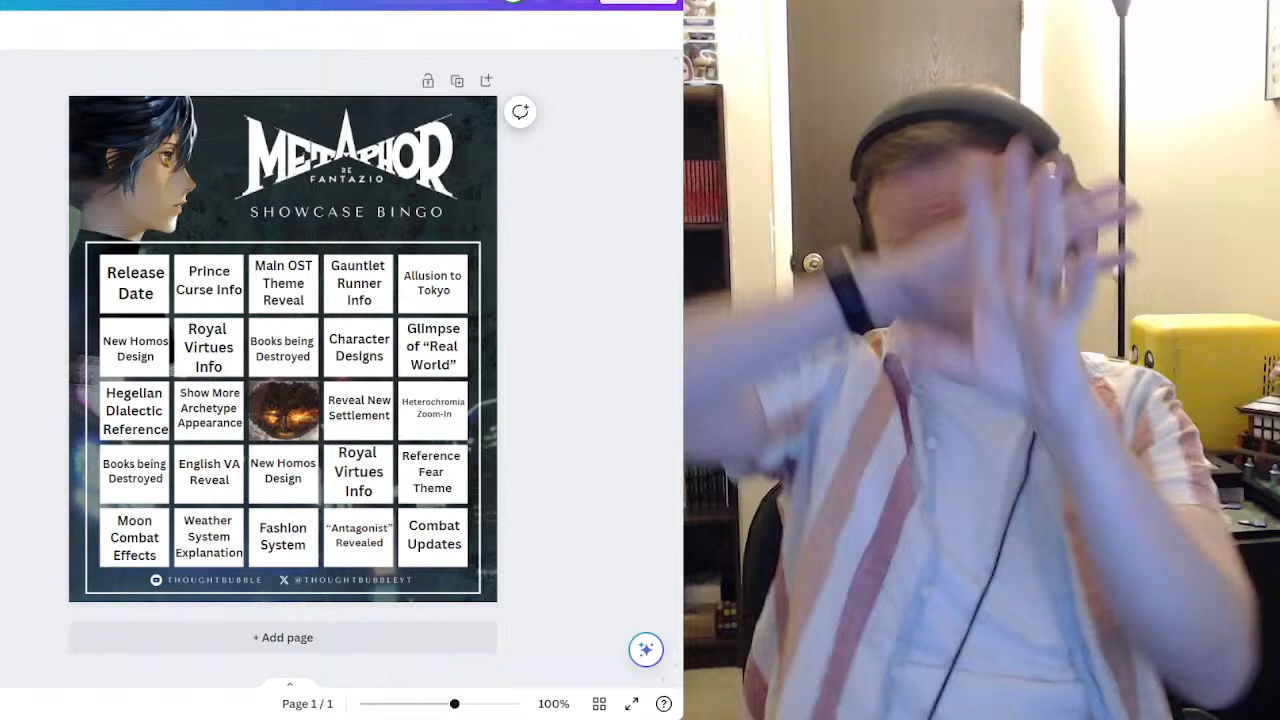 METAPHOR
RE
FANTAZIO
SHOWCASE BINGO
Release
Date
Prince
Curse Info
Main OST
Theme
Reveal
Gauntlet
Runner
Info
Allusion to
Tokyo
New Homos
Design
Royal
Virtues
Info
Books being
Destroyed
Character
Designs
Glimpse
of “Real
World”
Hegelian
Dialectic
Reference
Show More
Archetype
Appearance
Reveal New
Settlement
Heterochromia
Zoom-In
Books being
Destroyed
English VA
Reveal
New Homos
Design
Royal
Virtues
Info
Reference
Fear
Theme
Moon
Combat
Effects
Weather
System
Explanation
Fashion
System
“Antagonist”
Revealed
Combat
Updates
THOUGHTBUBBLE
@THOUGHTBUBBLEYT
+ Add page
Page 1 / 1
100%